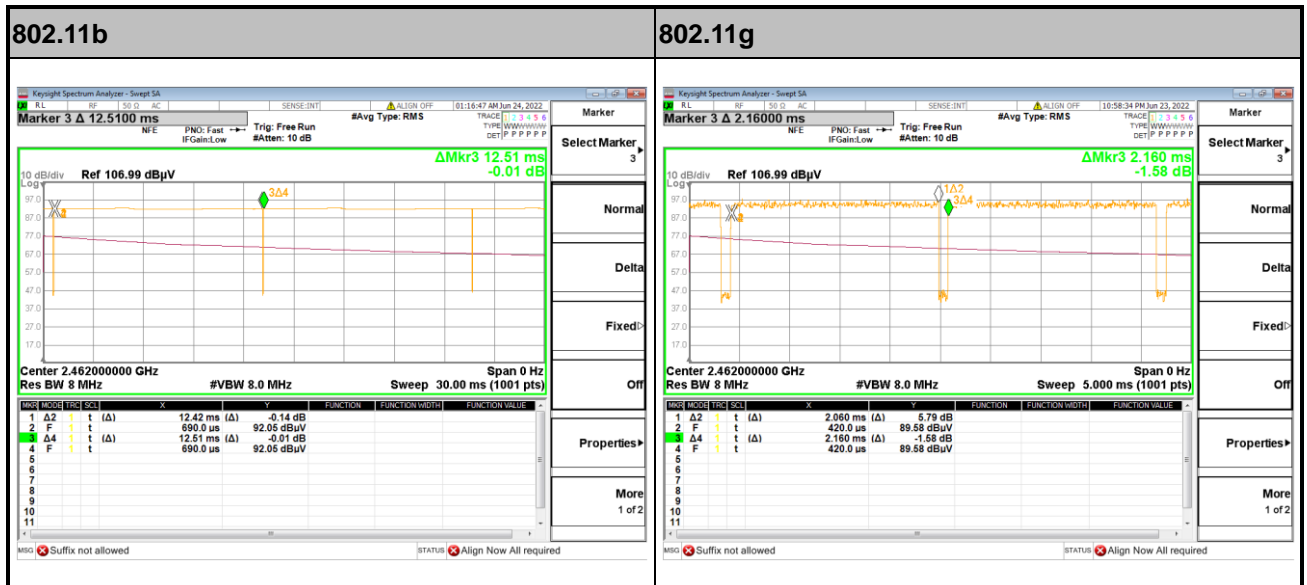 802.11b
802.11g
Keysight Spectrum Analyzer - Swept SA
RL RF 50 Ω AC SENSE:INT ALIGN OFF 01:16:47 AM Jun 24, 2022
Marker 3 Δ 12.5100 ms
NFE
PNO: Fast
IFGain:Low
Trig: Free Run
#Atten: 10 dB
#Avg Type: RMS
TRACE 1 2 3 4 5 6
TYPE WWWWWW
DET P P P P P P
ΔMkr3 12.51 ms
-0.01 dB
10 dB/div Ref 106.99 dBµV
Log
97.0
87.0
77.0
67.0
57.0
47.0
37.0
27.0
17.0
3Δ4
Center 2.462000000 GHz Span 0 Hz
Res BW 8 MHz #VBW 8.0 MHz Sweep 30.00 ms (1001 pts)
MKR MODE TRC SCL X Y FUNCTION FUNCTION WIDTH FUNCTION VALUE
1 Δ2 1 t (Δ) 12.42 ms (Δ) -0.14 dB
2 F 1 t 690.0 µs 92.05 dBµV
3 Δ4 1 t (Δ) 12.51 ms (Δ) -0.01 dB
4 F 1 t 690.0 µs 92.05 dBµV
5
6
7
8
9
10
11
MSG Suffix not allowed STATUS Align Now All required
Marker
Select Marker
3
Normal
Delta
Fixed
Off
Properties
More
1 of 2
Keysight Spectrum Analyzer - Swept SA
RL RF 50 Ω AC SENSE:INT ALIGN OFF 10:58:34 PM Jun 23, 2022
Marker 3 Δ 2.16000 ms
NFE
PNO: Fast
IFGain:Low
Trig: Free Run
#Atten: 10 dB
#Avg Type: RMS
TRACE 1 2 3 4 5 6
TYPE WWWWWW
DET P P P P P P
ΔMkr3 2.160 ms
-1.58 dB
10 dB/div Ref 106.99 dBµV
Log
97.0
87.0
77.0
67.0
57.0
47.0
37.0
27.0
17.0
1Δ2
3Δ4
Center 2.462000000 GHz Span 0 Hz
Res BW 8 MHz #VBW 8.0 MHz Sweep 5.000 ms (1001 pts)
MKR MODE TRC SCL X Y FUNCTION FUNCTION WIDTH FUNCTION VALUE
1 Δ2 1 t (Δ) 2.060 ms (Δ) 5.79 dB
2 F 1 t 420.0 µs 89.58 dBµV
3 Δ4 1 t (Δ) 2.160 ms (Δ) -1.58 dB
4 F 1 t 420.0 µs 89.58 dBµV
5
6
7
8
9
10
11
MSG Suffix not allowed STATUS Align Now All required
Marker
Select Marker
3
Normal
Delta
Fixed
Off
Properties
More
1 of 2